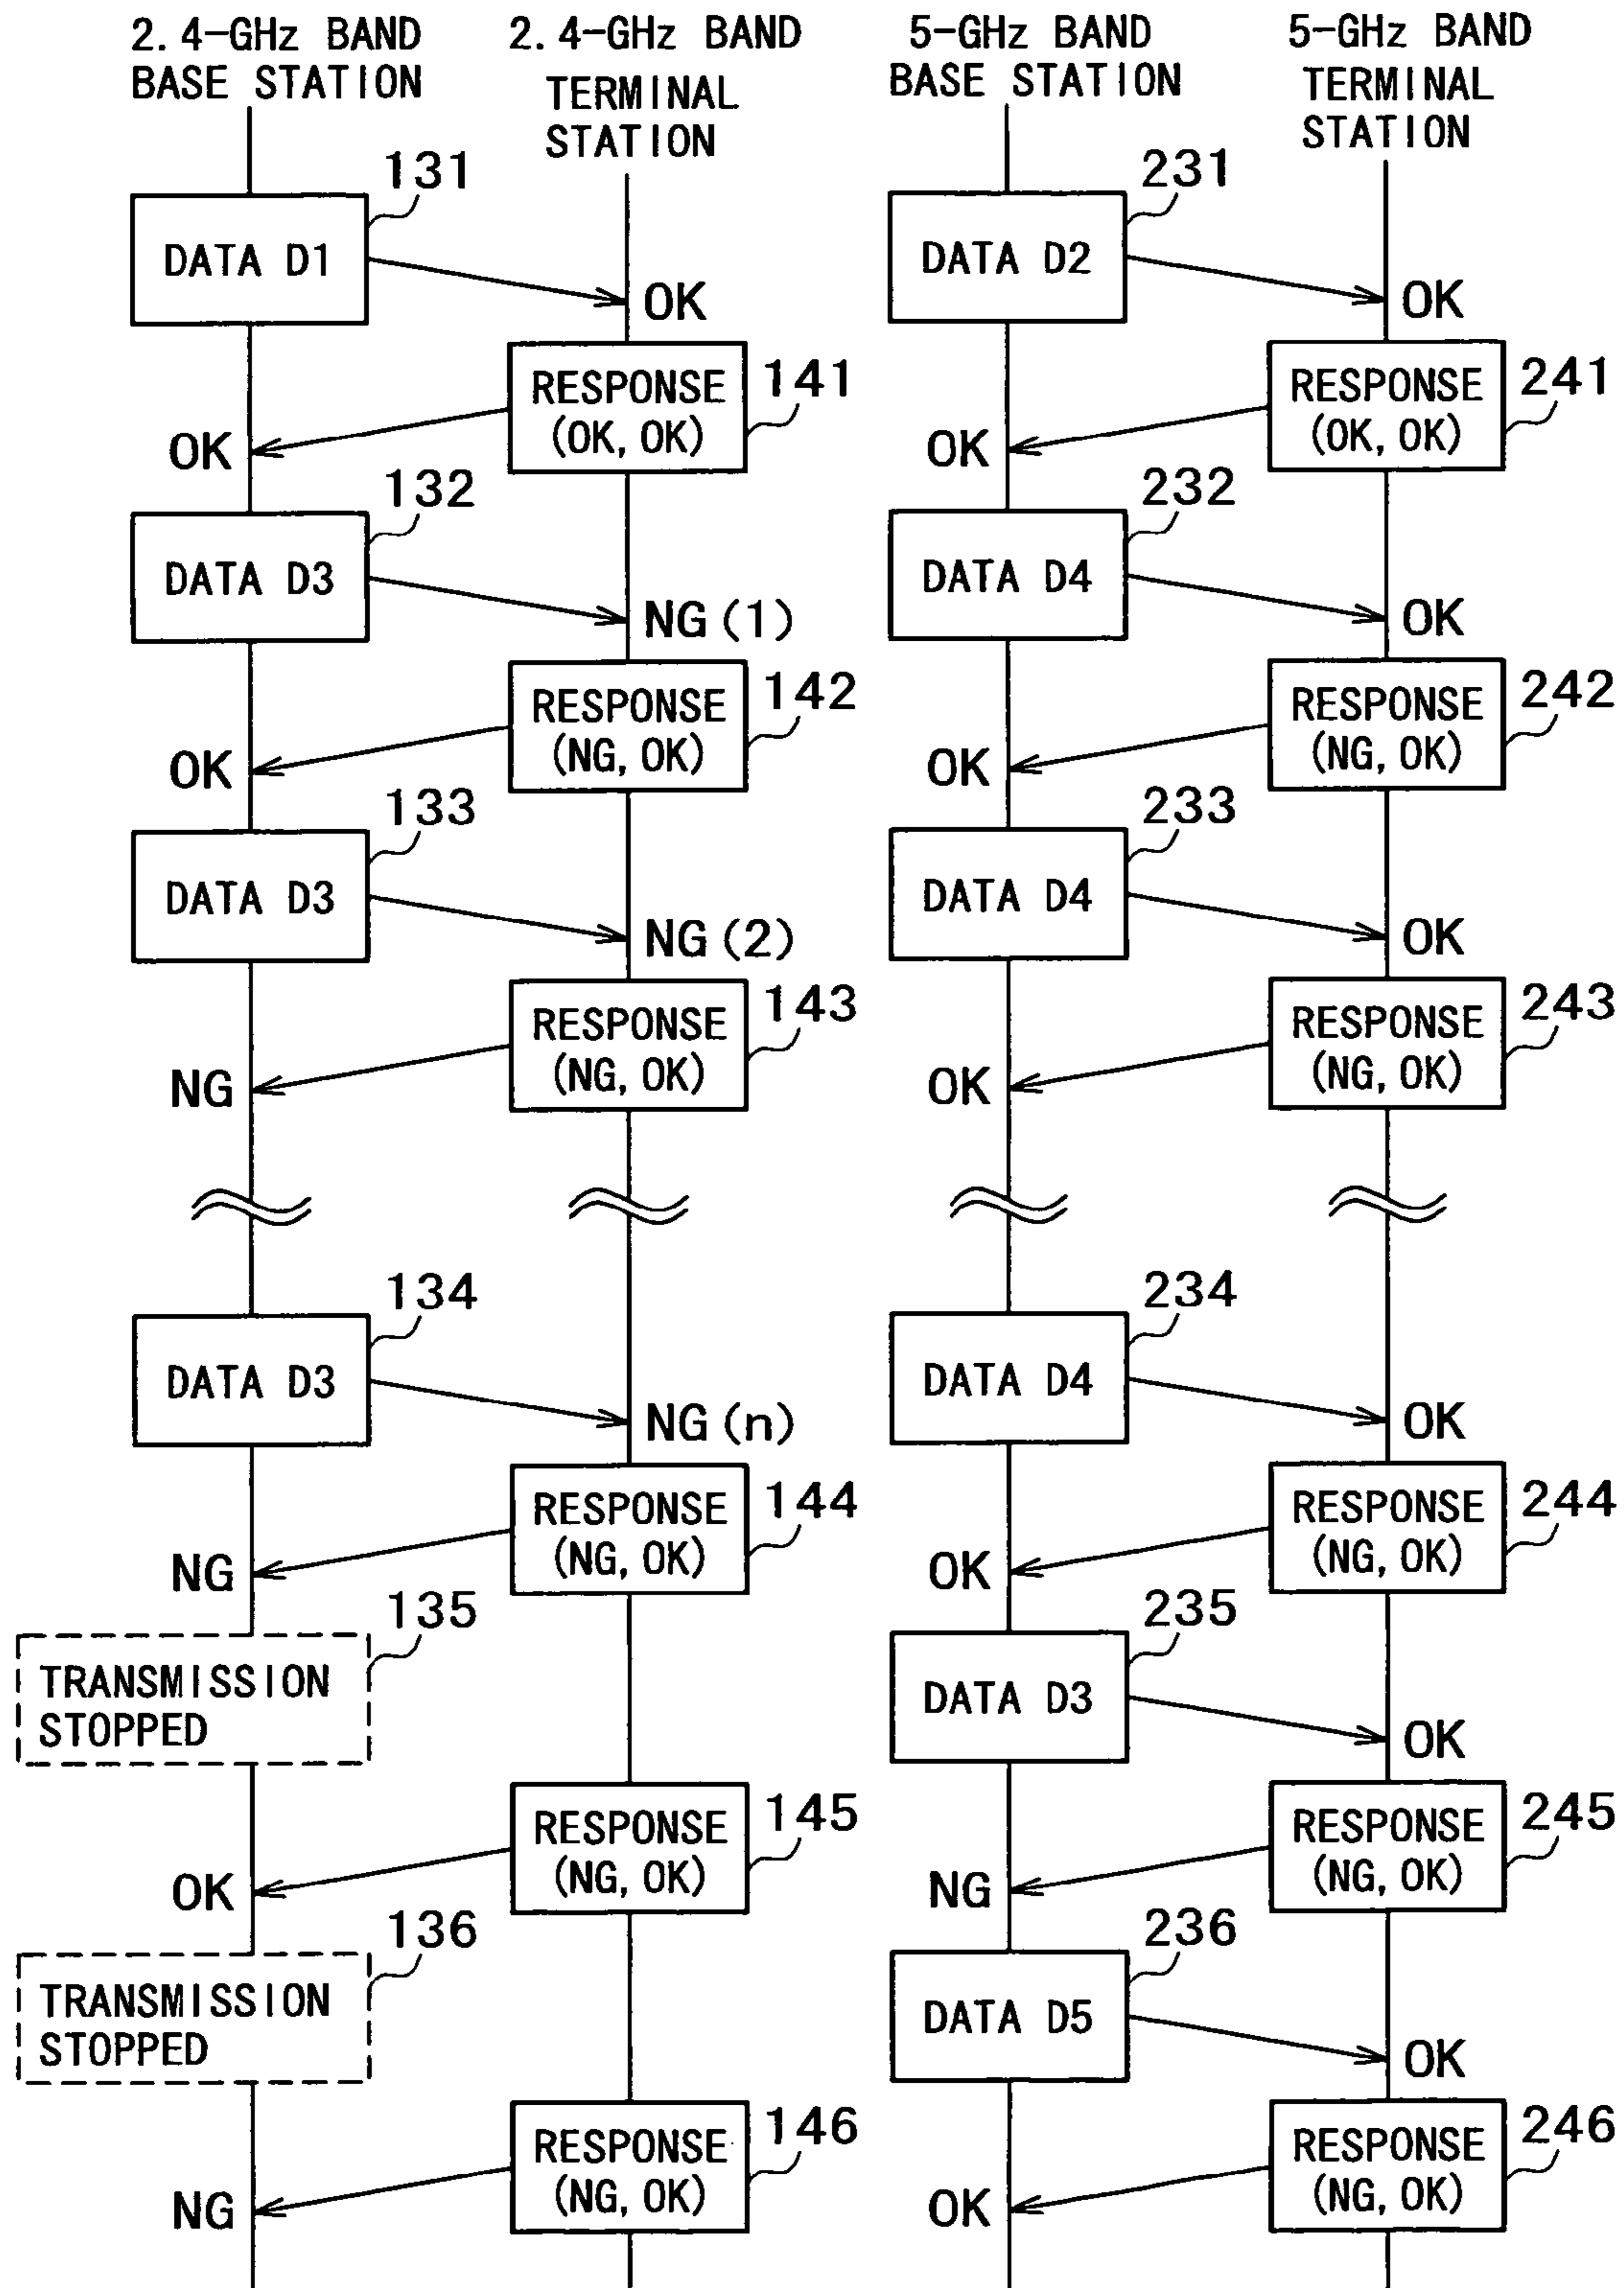 2.4-GHz BAND
BASE STATION
2.4-GHz BAND
TERMINAL
STATION
5-GHz BAND
BASE STATION
5-GHz BAND
TERMINAL
STATION
131
DATA D1
OK
231
DATA D2
OK
141
RESPONSE
(OK, OK)
OK
241
RESPONSE
(OK, OK)
OK
132
DATA D3
NG (1)
232
DATA D4
OK
142
RESPONSE
(NG, OK)
OK
242
RESPONSE
(NG, OK)
OK
133
DATA D3
NG (2)
233
DATA D4
OK
143
RESPONSE
(NG, OK)
NG
243
RESPONSE
(NG, OK)
OK
134
DATA D3
NG (n)
234
DATA D4
OK
144
RESPONSE
(NG, OK)
NG
244
RESPONSE
(NG, OK)
OK
135
TRANSMISSION
STOPPED
235
DATA D3
OK
145
RESPONSE
(NG, OK)
OK
245
RESPONSE
(NG, OK)
NG
136
TRANSMISSION
STOPPED
236
DATA D5
OK
146
RESPONSE
(NG, OK)
NG
246
RESPONSE
(NG, OK)
OK